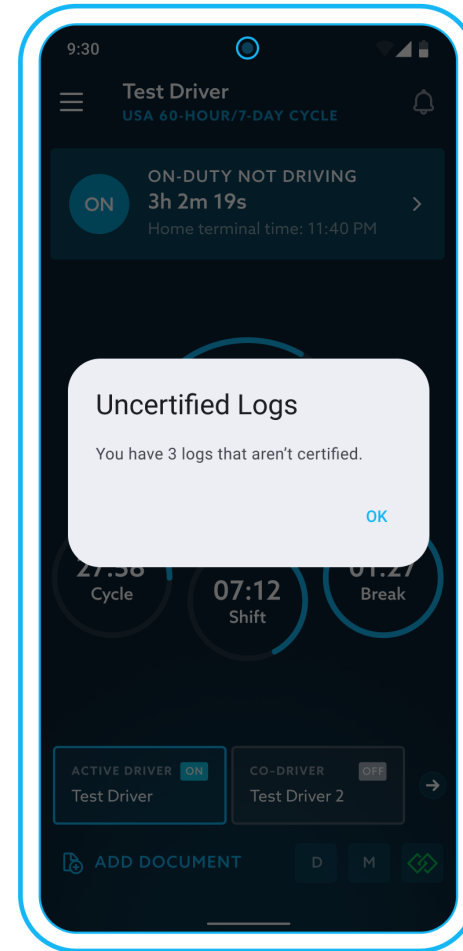 9:30
Test Driver
USA 60-HOUR/7-DAY CYCLE
ON-DUTY NOT DRIVING
ON
3h 2m 19s
Home terminal time: 11:40 PM
Uncertified Logs
You have 3 logs that aren’t certified.
OK
01:27
07:12
Cycle
Break
Shift
ACTIVE DRIVER ON
Test Driver
CO-DRIVER OFF
Test Driver 2
ADD DOCUMENT
D
M